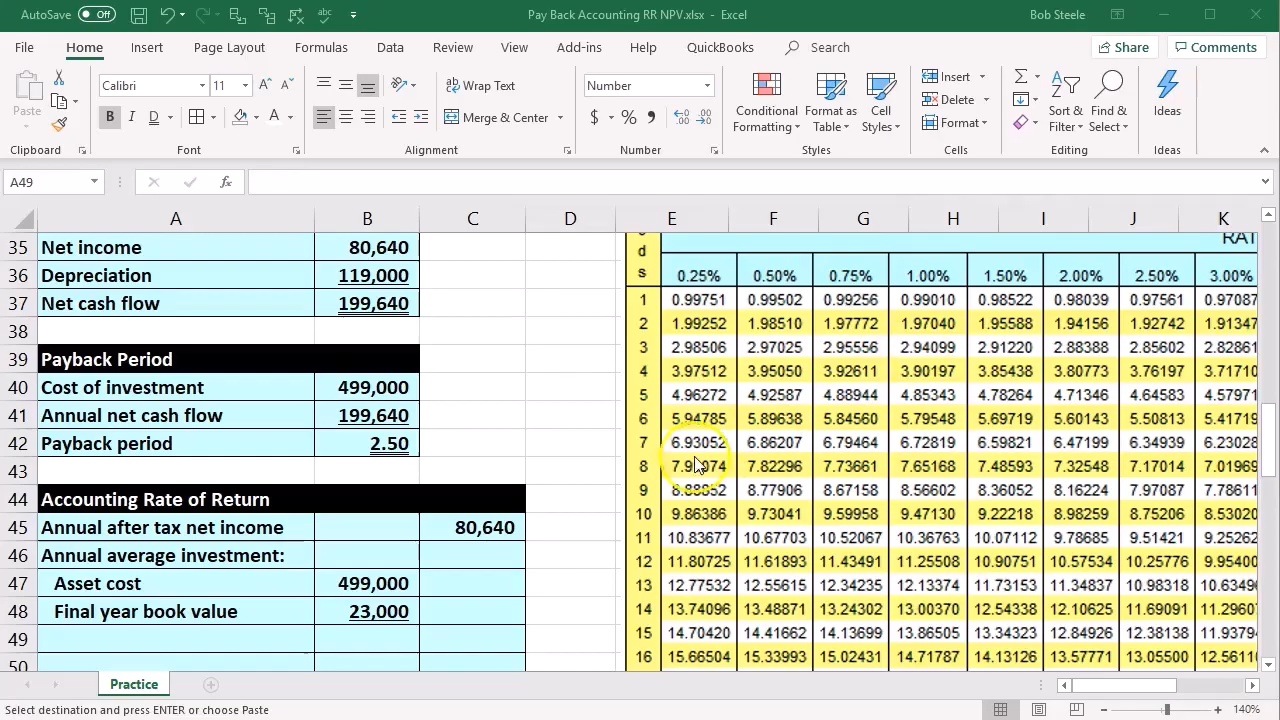 AutoSave Off Pay Back Accounting RR NPV.xlsx - Excel Bob Steele
File Home Insert Page Layout Formulas Data Review View Add-ins Help QuickBooks Search Share Comments
Paste Calibri 11 Wrap Text Number Conditional Formatting Format as Table Cell Styles Insert Sort & Filter Find & Select Ideas
B I D Merge & Center $ % Delete
Format
Clipboard Font Alignment Number Styles Cells Editing Ideas
A49 fx
A B C D E F G H I J K
35 Net income 80,640 d RAT
36 Depreciation 119,000 s 0.25% 0.50% 0.75% 1.00% 1.50% 2.00% 2.50% 3.00%
37 Net cash flow 199,640 1 0.99751 0.99502 0.99256 0.99010 0.98522 0.98039 0.97561 0.97087
38 2 1.99252 1.98510 1.97772 1.97040 1.95588 1.94156 1.92742 1.91347
39 Payback Period 3 2.98506 2.97025 2.95556 2.94099 2.91220 2.88388 2.85602 2.82861
40 Cost of investment 499,000 4 3.97512 3.95050 3.92611 3.90197 3.85438 3.80773 3.76197 3.71710
5 4.96272 4.92587 4.88944 4.85343 4.78264 4.71346 4.64583 4.57971
41 Annual net cash flow 199,640 6 5.94785 5.89638 5.84560 5.79548 5.69719 5.60143 5.50813 5.41719
42 Payback period 2.50 7 6.93052 6.86207 6.79464 6.72819 6.59821 6.47199 6.34939 6.23028
43 8 7.82296 7.73661 7.65168 7.48593 7.32548 7.17014 7.01969
44 Accounting Rate of Return 9 8.77906 8.67158 8.56602 8.36052 8.16224 7.97087 7.78611
45 Annual after tax net income 80,640 10 9.86386 9.73041 9.59958 9.47130 9.22218 8.98259 8.75206 8.53020
11 10.83677 10.67703 10.52067 10.36763 10.07112 9.78685 9.51421 9.25262
46 Annual average investment: 12 11.80725 11.61893 11.43491 11.25508 10.90751 10.57534 10.25776 9.95400
47 Asset cost 499,000 13 12.77532 12.55615 12.34235 12.13374 11.73153 11.34837 10.98318 10.63496
48 Final year book value 23,000 14 13.74096 13.48871 13.24302 13.00370 12.54338 12.10625 11.69091 11.29607
49 15 14.70420 14.41662 14.13699 13.86505 13.34323 12.84926 12.38138 11.93794
50 16 15.66504 15.33993 15.02431 14.71787 14.13126 13.57771 13.05500 12.56110
Practice
Select destination and press ENTER or choose Paste 140%